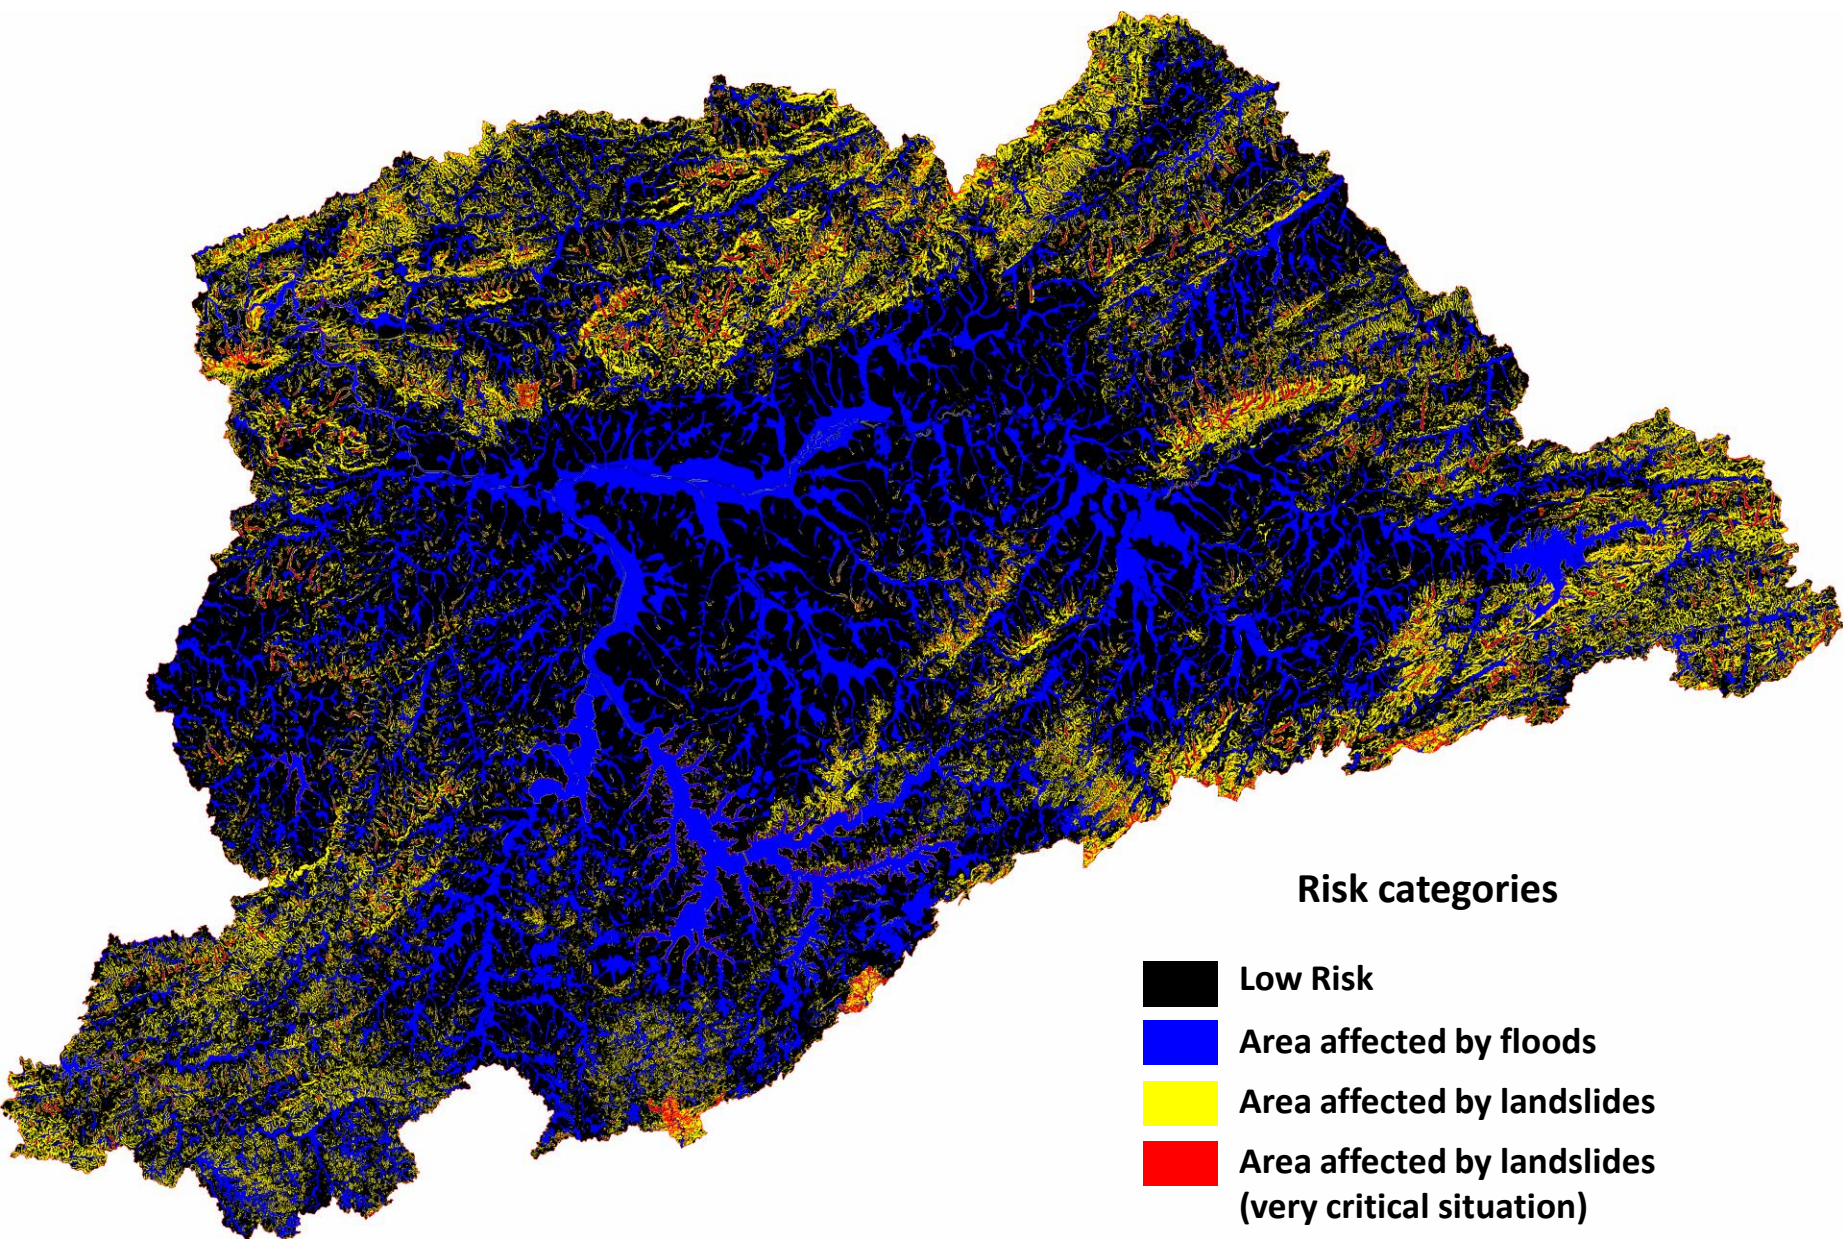 Risk categories
Low Risk
Area affected by floods
Area affected by landslides
Area affected by landslides
(very critical situation)